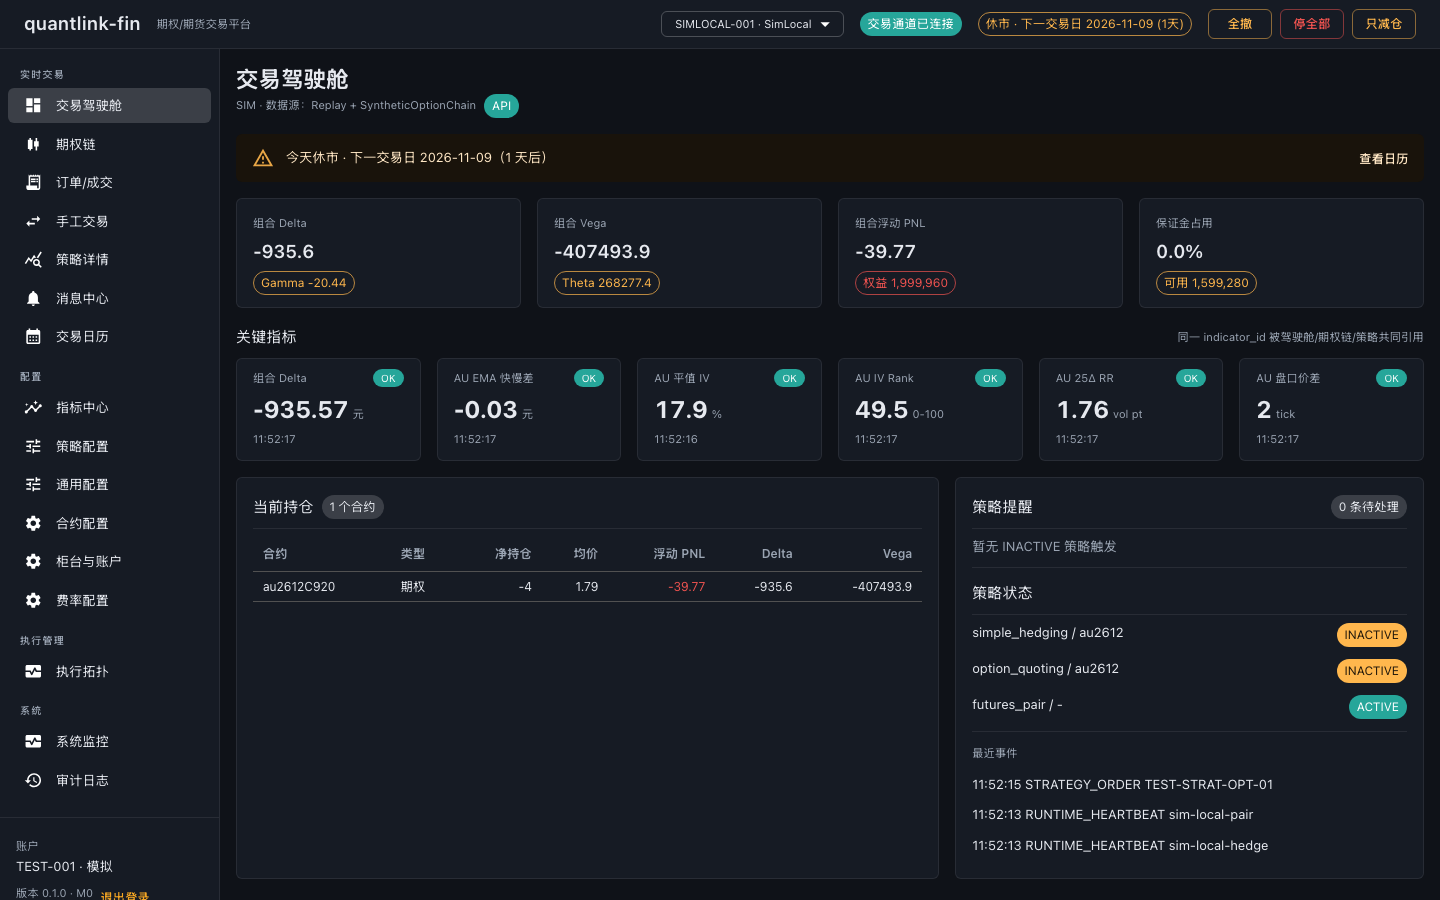 quantlink-fin 期权/期货交易平台
SIMLOCAL-001 · SimLocal
交易通道已连接
休市 · 下一交易日 2026-11-09 (1天)
全撤
停全部
只减仓
实时交易
交易驾驶舱
期权链
订单/成交
手工交易
策略详情
消息中心
交易日历
配置
指标中心
策略配置
通用配置
合约配置
柜台与账户
费率配置
执行管理
执行拓扑
系统
系统监控
审计日志
账户
TEST-001 · 模拟
版本 0.1.0 · M0 退出登录
交易驾驶舱
SIM · 数据源: Replay + SyntheticOptionChain API
今天休市 · 下一交易日 2026-11-09（1 天后）
查看日历
组合 Delta
-935.6
Gamma -20.44
组合 Vega
-407493.9
Theta 268277.4
组合浮动 PNL
-39.77
权益 1,999,960
保证金占用
0.0%
可用 1,599,280
关键指标
同一 indicator_id 被驾驶舱/期权链/策略共同引用
组合 Delta OK
-935.57 元
11:52:17
AU EMA 快慢差 OK
-0.03 元
11:52:17
AU 平值 IV OK
17.9 %
11:52:16
AU IV Rank OK
49.5 0-100
11:52:17
AU 25Δ RR OK
1.76 vol pt
11:52:17
AU 盘口价差 OK
2 tick
11:52:17
当前持仓 1 个合约
合约 类型 净持仓 均价 浮动 PNL Delta Vega
au2612C920 期权 -4 1.79 -39.77 -935.6 -407493.9
策略提醒 0 条待处理
暂无 INACTIVE 策略触发
策略状态
simple_hedging / au2612 INACTIVE
option_quoting / au2612 INACTIVE
futures_pair / - ACTIVE
最近事件
11:52:15 STRATEGY_ORDER TEST-STRAT-OPT-01
11:52:13 RUNTIME_HEARTBEAT sim-local-pair
11:52:13 RUNTIME_HEARTBEAT sim-local-hedge